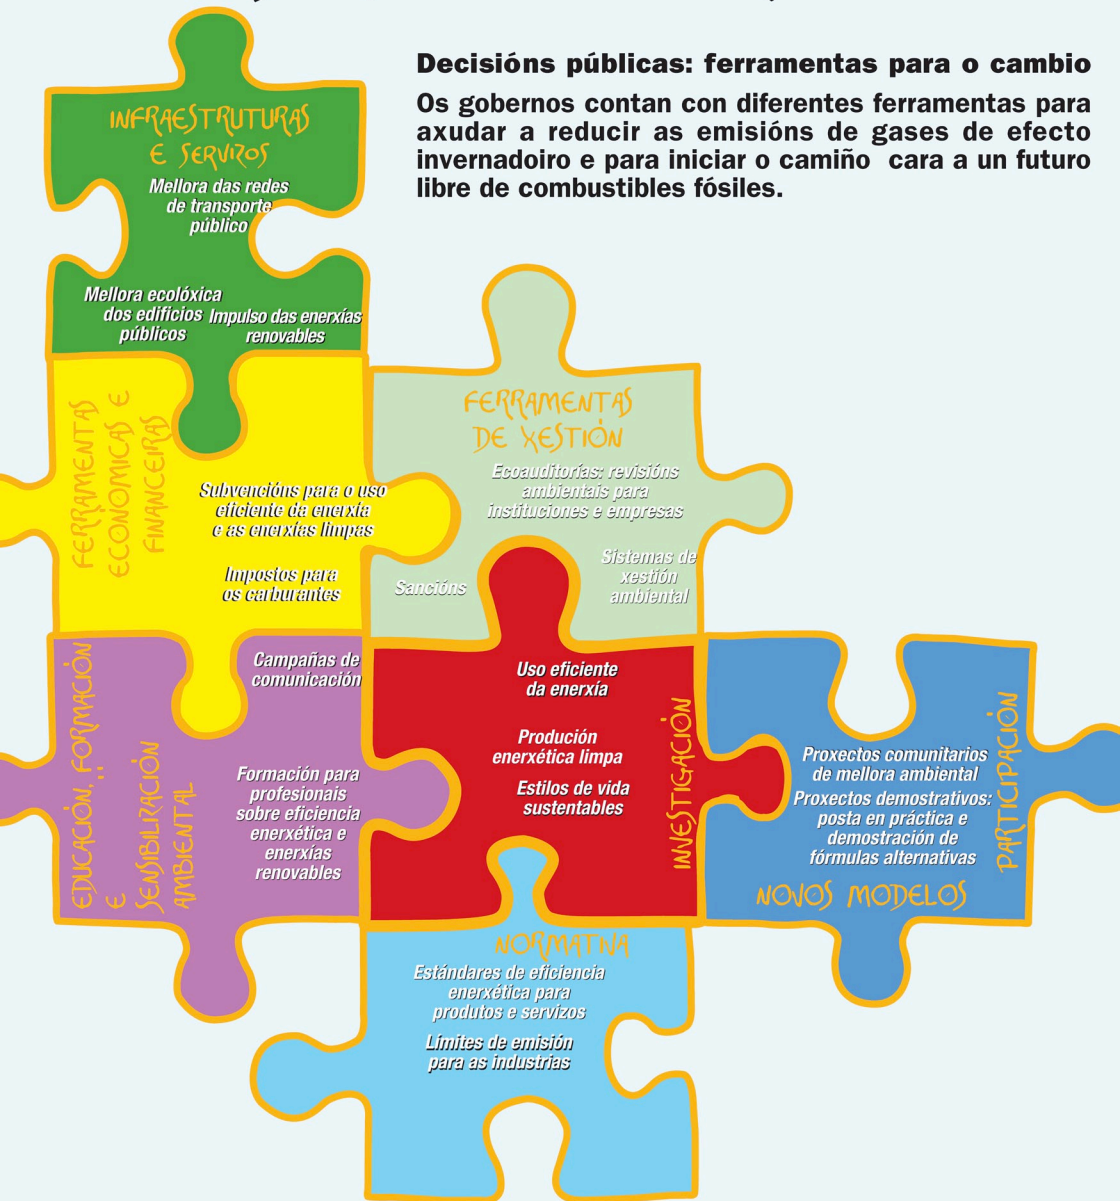 Decisións públicas: ferramentas para o cambio
Os gobernos contan con diferentes ferramentas para
axudar a reducir as emisións de gases de efecto
invernadoiro e para iniciar o camiño cara a un futuro
libre de combustibles fósiles.
INFRAESTRUTURAS
E SERVIZOS
Mellora das redes
de transporte
público
Mellora ecolóxica
dos edificios
públicos
Impulso das enerxías
renovables
FERRAMENTAS
ECONOMICAS E
FINANCEIRAS
Subvencións para o uso
eficiente da enerxía
e as enerxías limpas
Impostos para
os carburantes
FERRAMENTAS
DE XESTIÓN
Ecoauditorías: revisións
ambientais para
instituciones e empresas
Sancións
Sistemas de
xestión
ambiental
EDUCACIÓN, FORMACIÓN
E
SENSIBILIZACIÓN
AMBIENTAL
Campañas de
comunicación
Formación para
profesionais
sobre eficiencia
enerxética e
enerxías
renovables
Uso eficiente
da enerxía
Produción
enerxética limpa
Estilos de vida
sustentables
INVESTIGACIÓN
Proxectos comunitarios
de mellora ambiental
Proxectos demostrativos:
posta en práctica e
demostración de
fórmulas alternativas
PARTICIPACIÓN
NOVOS MODELOS
NORMATIVA
Estándares de eficiencia
enerxética para
produtos e servizos
Límites de emisión
para as industrias